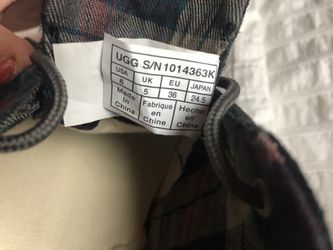 UGG S/N1014363K
USA UK EU JAPAN
6 5 36 24.5
Made in China
Fabriqué en Chine
Hecho en China